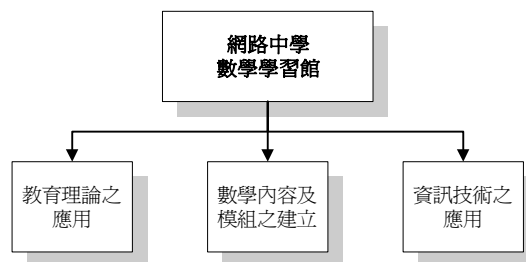 網路中學
數學學習館
教育理論之
應用
數學內容及
模組之建立
資訊技術之
應用